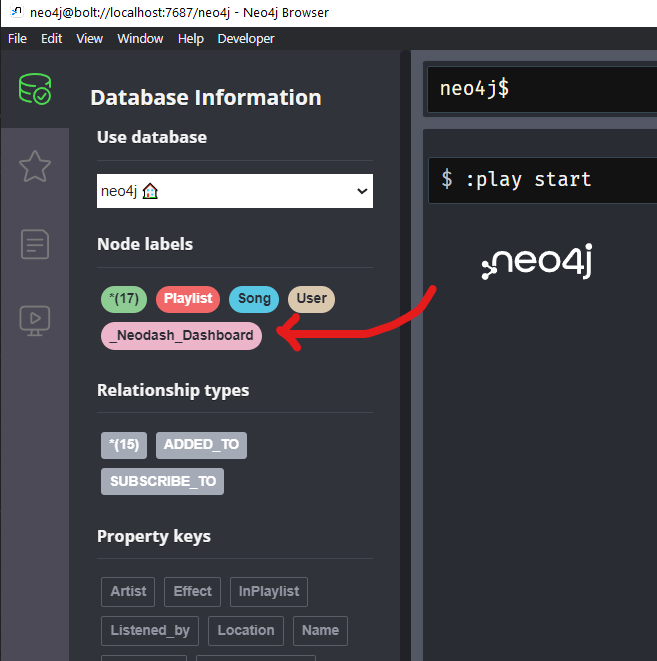 neo4j@bolt://localhost:7687/neo4j - Neo4j Browser
File Edit View Window Help Developer
Database Information
Use database
neo4j
Node labels
*(17) Playlist Song User
_Neodash_Dashboard
Relationship types
*(15) ADDED_TO
SUBSCRIBE_TO
Property keys
Artist Effect InPlaylist
Listened_by Location Name
neo4j$
$ :play start
neo4j